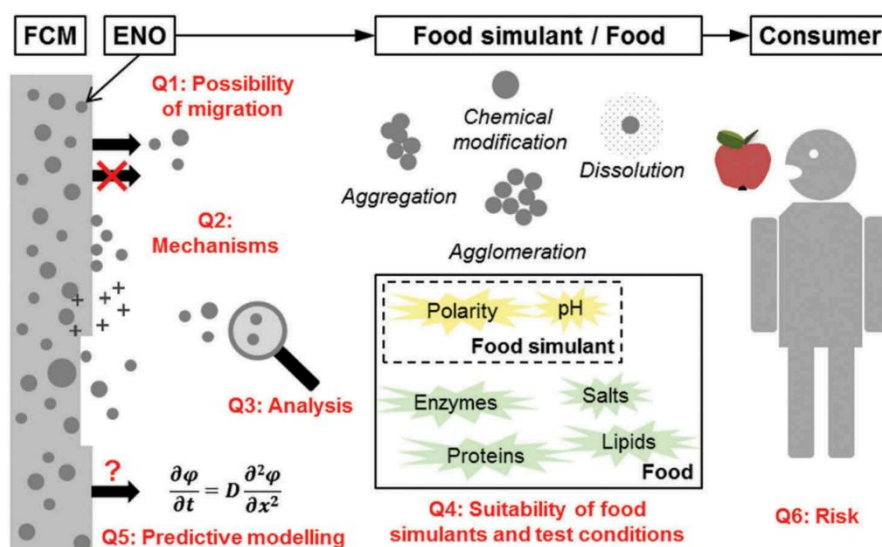 FCM
ENO
Food simulant / Food
Consumer
Q1: Possibility
of migration
Chemical
modification
Dissolution
Aggregation
Agglomeration
Q2:
Mechanisms
Polarity
pH
Food simulant
Q3: Analysis
Enzymes
Salts
Proteins
Lipids
Food
?
∂φ/∂t = D ∂²φ/∂x²
Q5: Predictive modelling
Q4: Suitability of food
simulants and test conditions
Q6: Risk